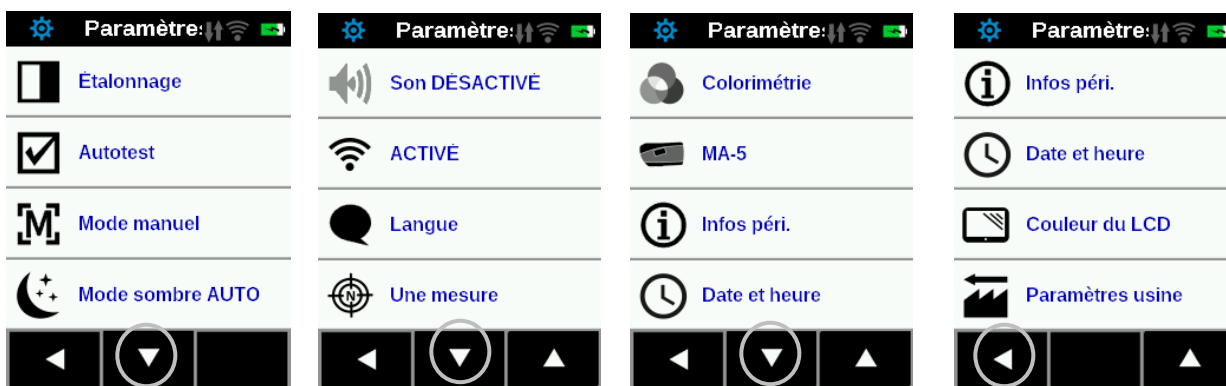 Paramètre
Étalonnage
Autotest
Mode manuel
Mode sombre AUTO
Paramètre
Son DÉSACTIVÉ
ACTIVÉ
Langue
Une mesure
Paramètre
Colorimétrie
MA-5
Infos péri.
Date et heure
Paramètre
Infos péri.
Date et heure
Couleur du LCD
Paramètres usine